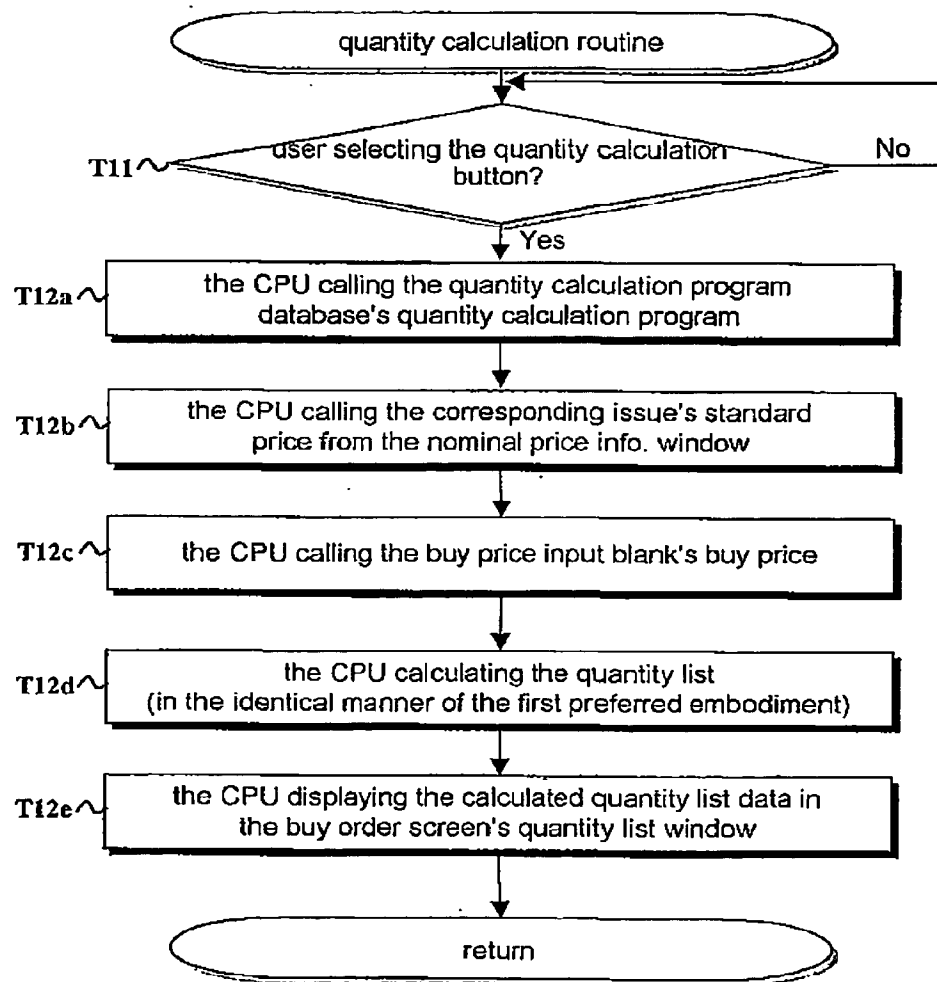 quantity calculation routine
user selecting the quantity calculation
button?
T11
No
Yes
the CPU calling the quantity calculation program
database's quantity calculation program
T12a
the CPU calling the corresponding issue's standard
price from the nominal price info. window
T12b
the CPU calling the buy price input blank's buy price
T12c
the CPU calculating the quantity list
(in the identical manner of the first preferred embodiment)
T12d
the CPU displaying the calculated quantity list data in
the buy order screen's quantity list window
T12e
return